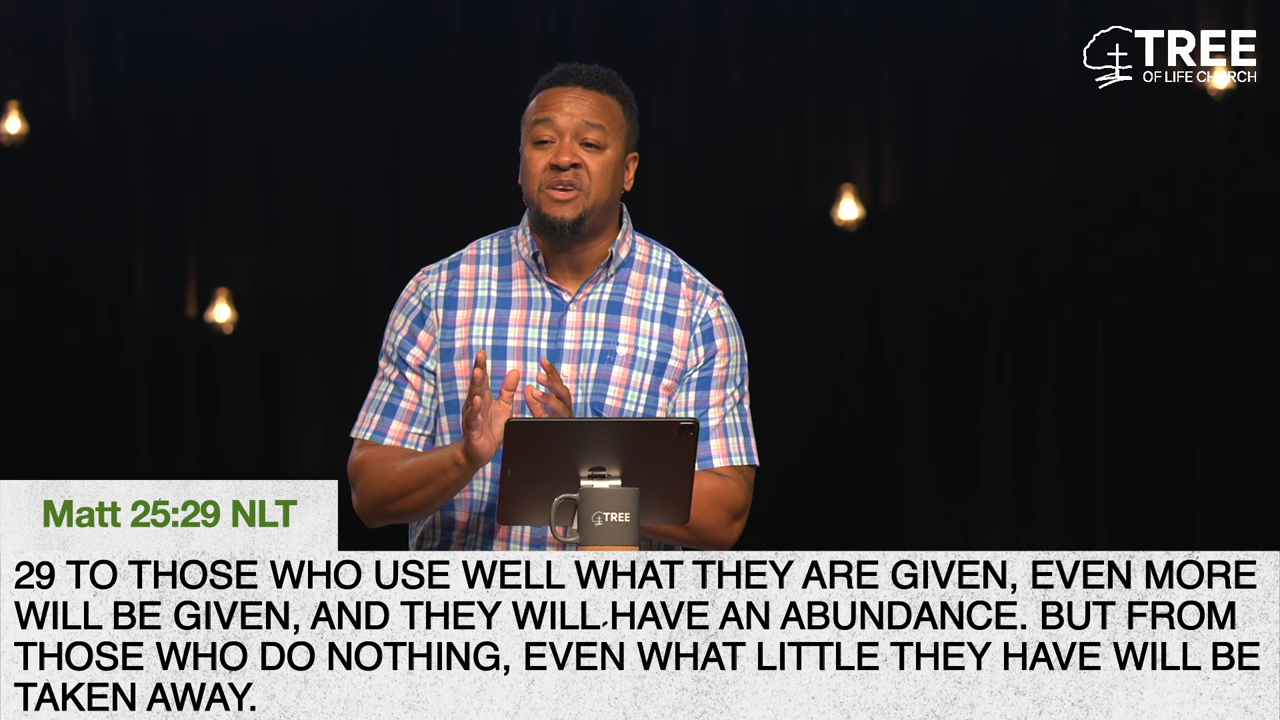 TREE
OF LIFE CHURCH
TREE
Matt 25:29 NLT
29 TO THOSE WHO USE WELL WHAT THEY ARE GIVEN, EVEN MORE
WILL BE GIVEN, AND THEY WILL HAVE AN ABUNDANCE. BUT FROM
THOSE WHO DO NOTHING, EVEN WHAT LITTLE THEY HAVE WILL BE
TAKEN AWAY.